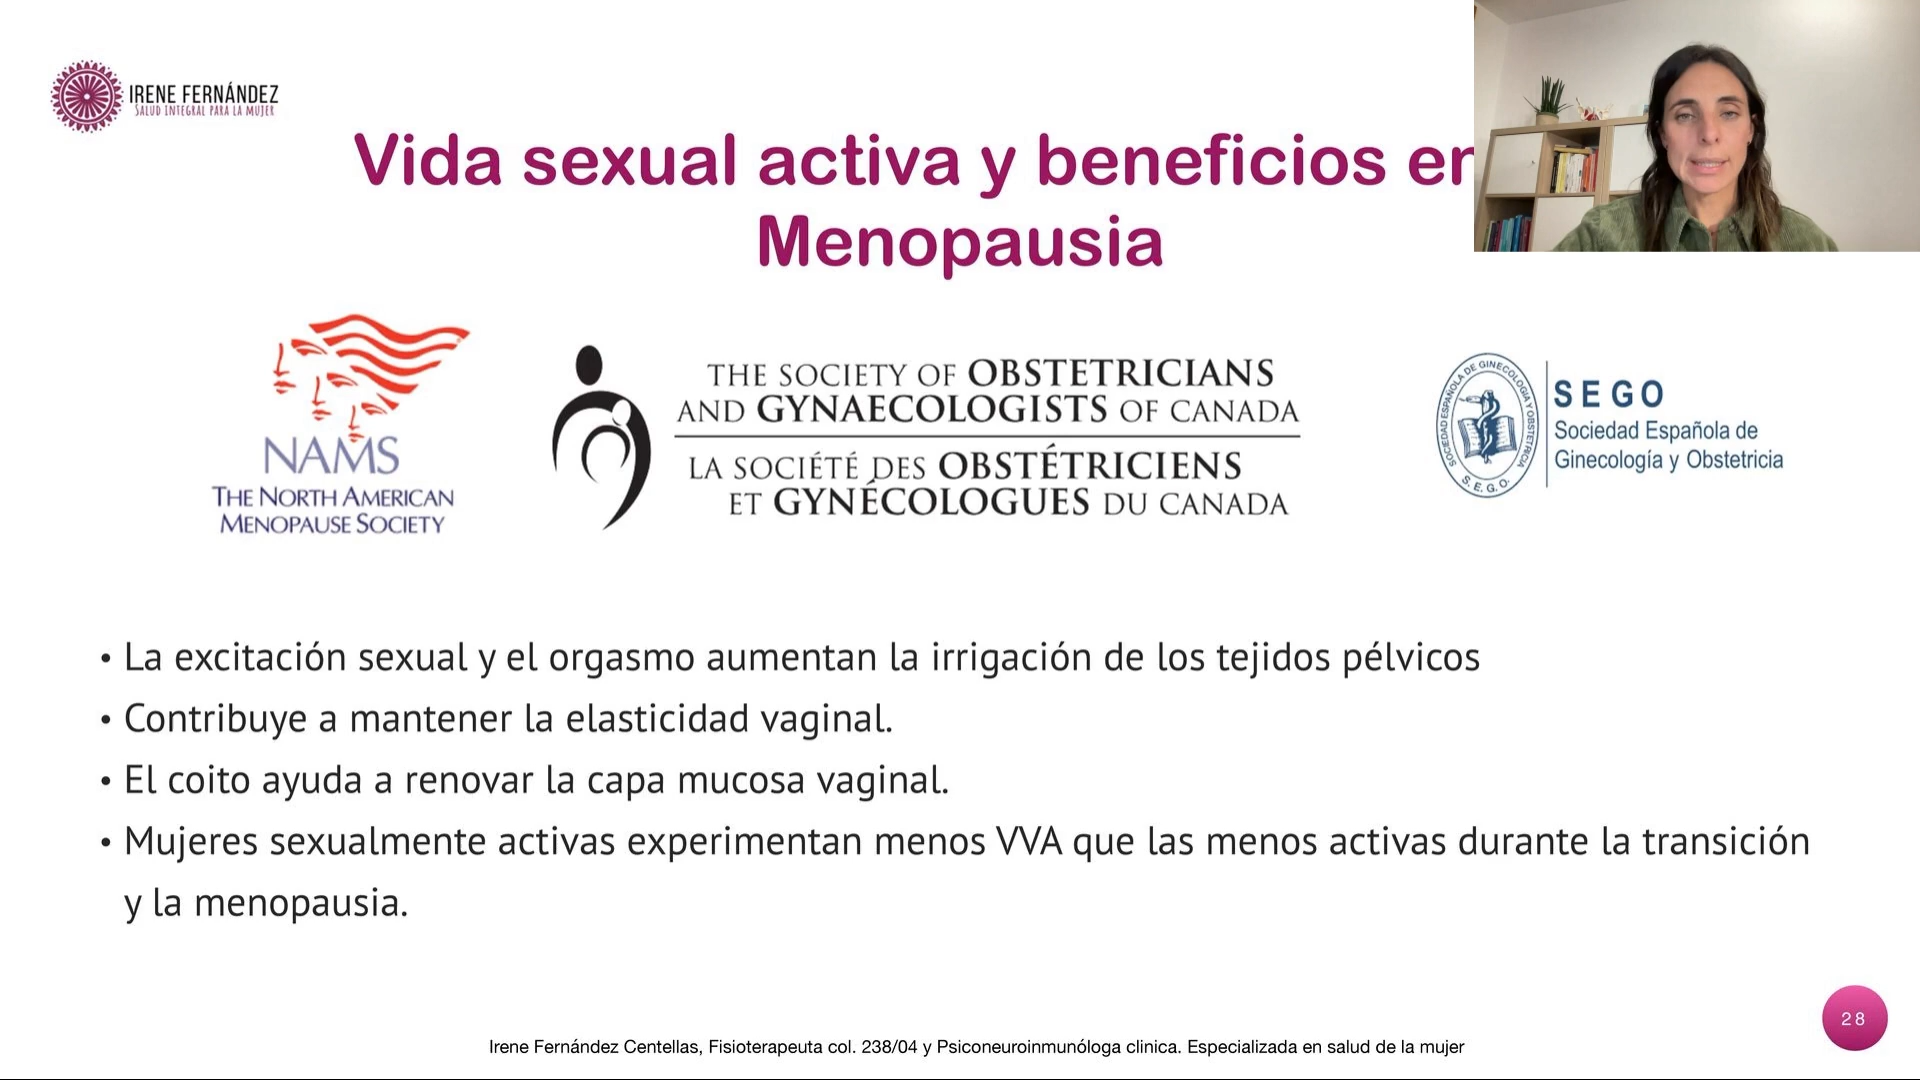 IRENE FERNÁNDEZ
SALUD INTEGRAL PARA LA MUJER
Vida sexual activa y beneficios en
Menopausia
NAMS
THE NORTH AMERICAN
MENOPAUSE SOCIETY
THE SOCIETY OF OBSTETRICIANS
AND GYNAECOLOGISTS OF CANADA
LA SOCIÉTÉ DES OBSTÉTRICIENS
ET GYNÉCOLOGUES DU CANADA
SOCIEDAD ESPAÑOLA DE GINECOLOGÍA Y OBSTETRICIA
S.E.G.O.
SEGO
Sociedad Española de
Ginecología y Obstetricia
• La excitación sexual y el orgasmo aumentan la irrigación de los tejidos pélvicos
• Contribuye a mantener la elasticidad vaginal.
• El coito ayuda a renovar la capa mucosa vaginal.
• Mujeres sexualmente activas experimentan menos VVA que las menos activas durante la transición
y la menopausia.
28
Irene Fernández Centellas, Fisioterapeuta col. 238/04 y Psiconeuroinmunóloga clinica. Especializada en salud de la mujer